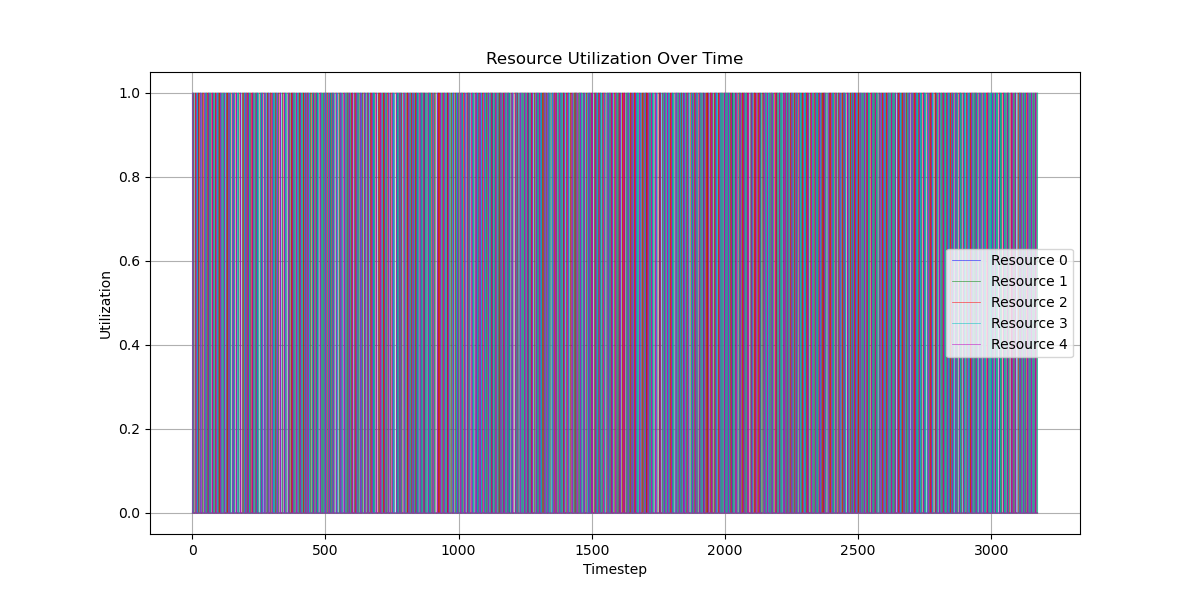 Resource Utilization Over Time
Utilization
1.0
0.8
0.6
0.4
0.2
0.0
Resource 0
Resource 1
Resource 2
Resource 3
Resource 4
0 500 1000 1500 2000 2500 3000
Timestep